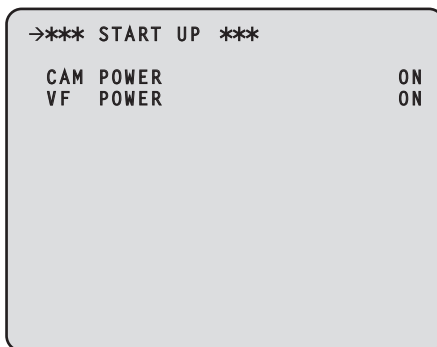 →*** START UP ***
CAM POWER ON
VF POWER ON